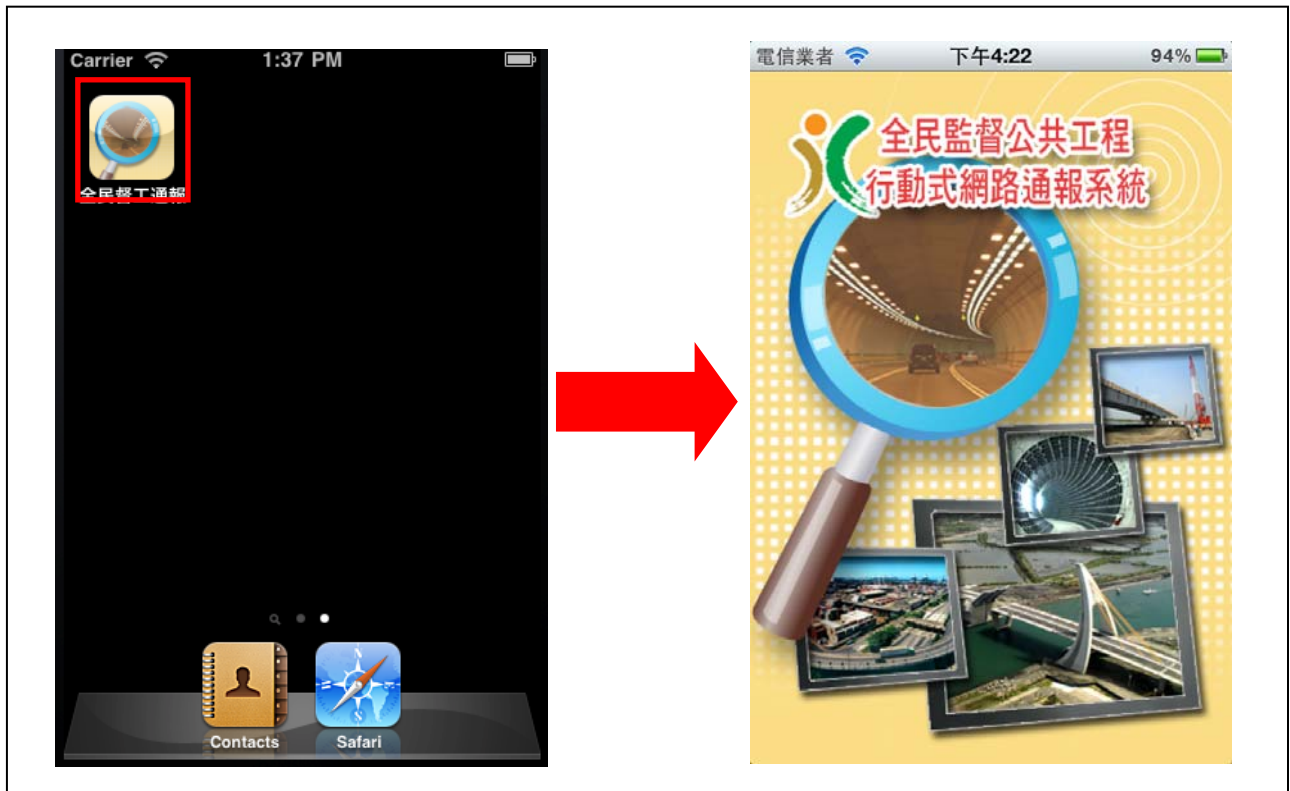 Carrier 1:37 PM
全民督工通報
Contacts Safari
電信業者 下午4:22 94%
全民監督公共工程
行動式網路通報系統